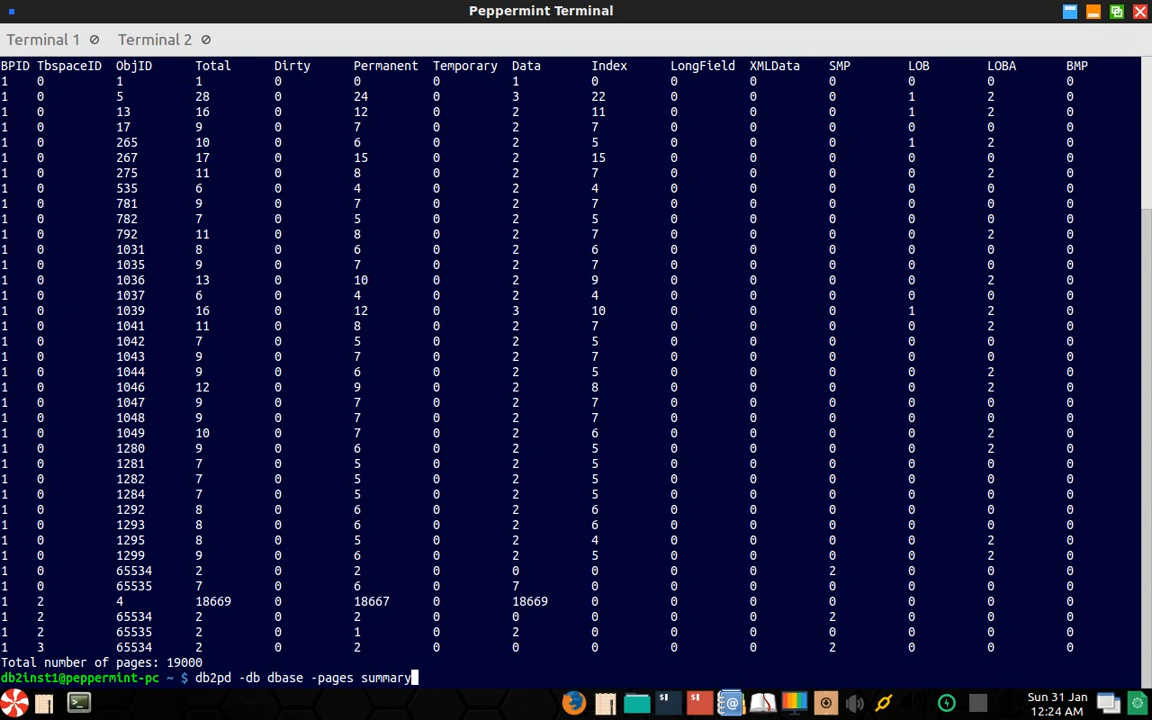 Peppermint Terminal
Terminal 1
Terminal 2
BPID TbspaceID ObjID Total Dirty Permanent Temporary Data Index LongField XMLData SMP LOB LOBA BMP
1 0 1 1 0 0 0 1 0 0 0 0 0 0 0
1 0 5 28 0 24 0 3 22 0 0 0 1 2 0
1 0 13 16 0 12 0 2 11 0 0 0 1 2 0
1 0 17 9 0 7 0 2 7 0 0 0 0 0 0
1 0 265 10 0 6 0 2 5 0 0 0 1 2 0
1 0 267 17 0 15 0 2 15 0 0 0 0 0 0
1 0 275 11 0 8 0 2 7 0 0 0 0 2 0
1 0 535 6 0 4 0 2 4 0 0 0 0 0 0
1 0 781 9 0 7 0 2 7 0 0 0 0 0 0
1 0 782 7 0 5 0 2 5 0 0 0 0 0 0
1 0 792 11 0 8 0 2 7 0 0 0 0 2 0
1 0 1031 8 0 6 0 2 6 0 0 0 0 0 0
1 0 1035 9 0 7 0 2 7 0 0 0 0 0 0
1 0 1036 13 0 10 0 2 9 0 0 0 0 2 0
1 0 1037 6 0 4 0 2 4 0 0 0 0 0 0
1 0 1039 16 0 12 0 3 10 0 0 0 1 2 0
1 0 1041 11 0 8 0 2 7 0 0 0 0 2 0
1 0 1042 7 0 5 0 2 5 0 0 0 0 0 0
1 0 1043 9 0 7 0 2 7 0 0 0 0 0 0
1 0 1044 9 0 6 0 2 5 0 0 0 0 2 0
1 0 1046 12 0 9 0 2 8 0 0 0 0 2 0
1 0 1047 9 0 7 0 2 7 0 0 0 0 0 0
1 0 1048 9 0 7 0 2 7 0 0 0 0 0 0
1 0 1049 10 0 7 0 2 6 0 0 0 0 2 0
1 0 1280 9 0 6 0 2 5 0 0 0 0 2 0
1 0 1281 7 0 5 0 2 5 0 0 0 0 0 0
1 0 1282 7 0 5 0 2 5 0 0 0 0 0 0
1 0 1284 7 0 5 0 2 5 0 0 0 0 0 0
1 0 1292 8 0 6 0 2 6 0 0 0 0 0 0
1 0 1293 8 0 6 0 2 6 0 0 0 0 0 0
1 0 1295 8 0 5 0 2 4 0 0 0 0 2 0
1 0 1299 9 0 6 0 2 5 0 0 0 0 2 0
1 0 65534 2 0 2 0 0 0 0 0 2 0 0 0
1 0 65535 7 0 6 0 7 0 0 0 0 0 0 0
1 2 4 18669 0 18667 0 18669 0 0 0 0 0 0 0
1 2 65534 2 0 2 0 0 0 0 0 2 0 0 0
1 2 65535 2 0 1 0 2 0 0 0 0 0 0 0
1 3 65534 2 0 2 0 0 0 0 0 2 0 0 0
Total number of pages: 19000
db2inst1@peppermint-pc ~ $ db2pd -db dbase -pages summary
Sun 31 Jan
12:24 AM